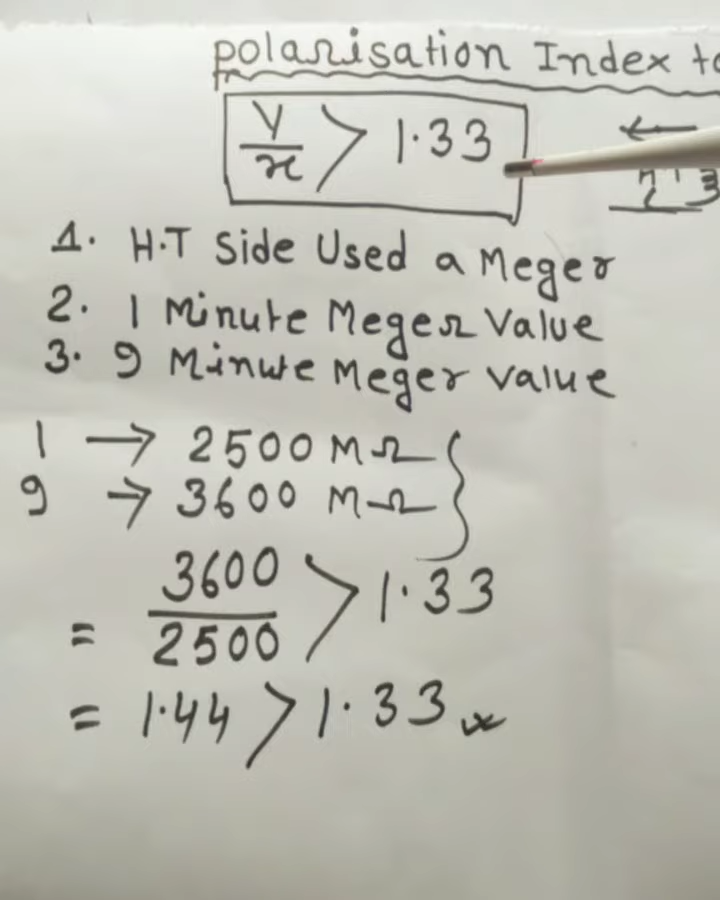 polarisation Index to
y/x > 1.33
1. H.T Side Used a Meger
2. 1 Minute Meger Value
3. 9 Minute Meger value
1 → 2500 MΩ
9 → 3600 MΩ
= 3600/2500 > 1.33
= 1.44 > 1.33